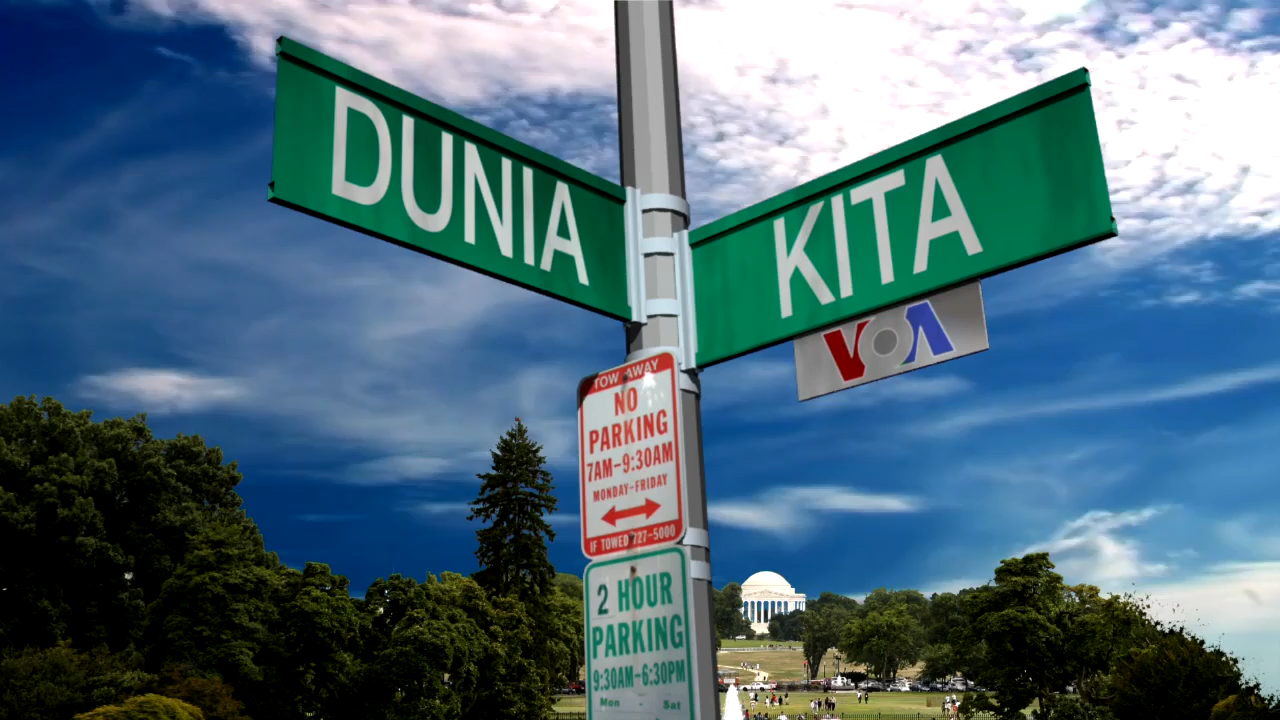 DUNIA
KITA
VOA
TOW AWAY
NO
PARKING
7AM-9:30AM
MONDAY-FRIDAY
IF TOWED 727-5000
2 HOUR
PARKING
9:30AM-6:30PM
Mon Sat